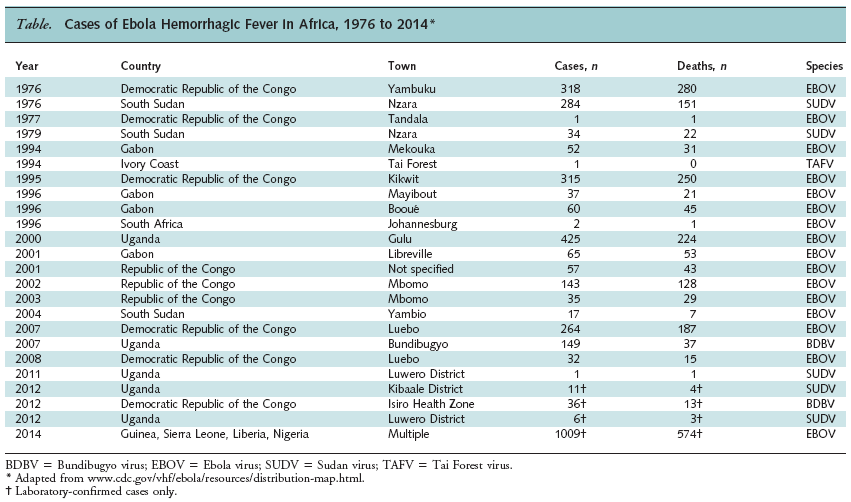 Table. Cases of Ebola Hemorrhagic Fever in Africa, 1976 to 2014*
Year Country Town Cases, n Deaths, n Species
1976 Democratic Republic of the Congo Yambuku 318 280 EBOV
1976 South Sudan Nzara 284 151 SUDV
1977 Democratic Republic of the Congo Tandala 1 1 EBOV
1979 South Sudan Nzara 34 22 SUDV
1994 Gabon Mekouka 52 31 EBOV
1994 Ivory Coast Tai Forest 1 0 TAFV
1995 Democratic Republic of the Congo Kikwit 315 250 EBOV
1996 Gabon Mayibout 37 21 EBOV
1996 Gabon Booué 60 45 EBOV
1996 South Africa Johannesburg 2 1 EBOV
2000 Uganda Gulu 425 224 EBOV
2001 Gabon Libreville 65 53 EBOV
2001 Republic of the Congo Not specified 57 43 EBOV
2002 Republic of the Congo Mbomo 143 128 EBOV
2003 Republic of the Congo Mbomo 35 29 EBOV
2004 South Sudan Yambio 17 7 EBOV
2007 Democratic Republic of the Congo Luebo 264 187 EBOV
2007 Uganda Bundibugyo 149 37 BDBV
2008 Democratic Republic of the Congo Luebo 32 15 EBOV
2011 Uganda Luwero District 1 1 SUDV
2012 Uganda Kibaale District 11† 4† SUDV
2012 Democratic Republic of the Congo Isiro Health Zone 36† 13† BDBV
2012 Uganda Luwero District 6† 3† SUDV
2014 Guinea, Sierra Leone, Liberia, Nigeria Multiple 1009† 574† EBOV
BDBV = Bundibugyo virus; EBOV = Ebola virus; SUDV = Sudan virus; TAFV = Tai Forest virus.
* Adapted from www.cdc.gov/vhf/ebola/resources/distribution-map.html.
† Laboratory-confirmed cases only.